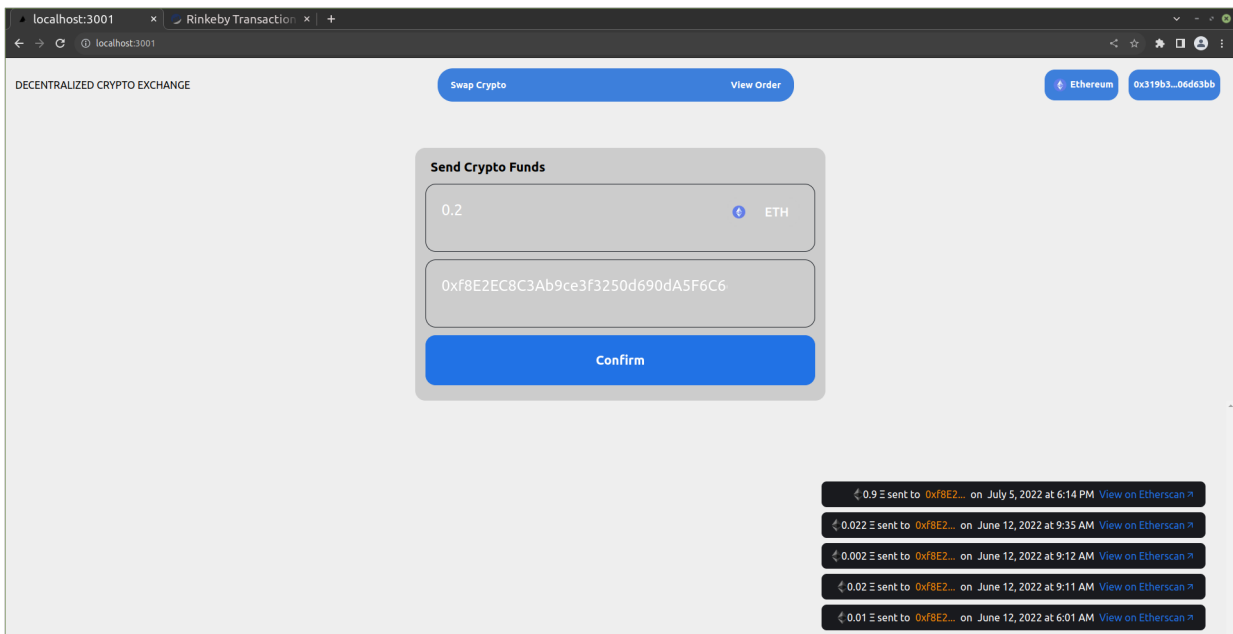 localhost:3001 Rinkeby Transaction
localhost:3001
DECENTRALIZED CRYPTO EXCHANGE Swap Crypto View Order Ethereum 0x319b3...06d63bb
Send Crypto Funds
0.2 ETH
0xf8E2EC8C3Ab9ce3f3250d690dA5F6C6
Confirm
0.9 Ξ sent to 0xf8E2... on July 5, 2022 at 6:14 PM View on Etherscan
0.022 Ξ sent to 0xf8E2... on June 12, 2022 at 9:35 AM View on Etherscan
0.002 Ξ sent to 0xf8E2... on June 12, 2022 at 9:12 AM View on Etherscan
0.02 Ξ sent to 0xf8E2... on June 12, 2022 at 9:11 AM View on Etherscan
0.01 Ξ sent to 0xf8E2... on June 12, 2022 at 6:01 AM View on Etherscan